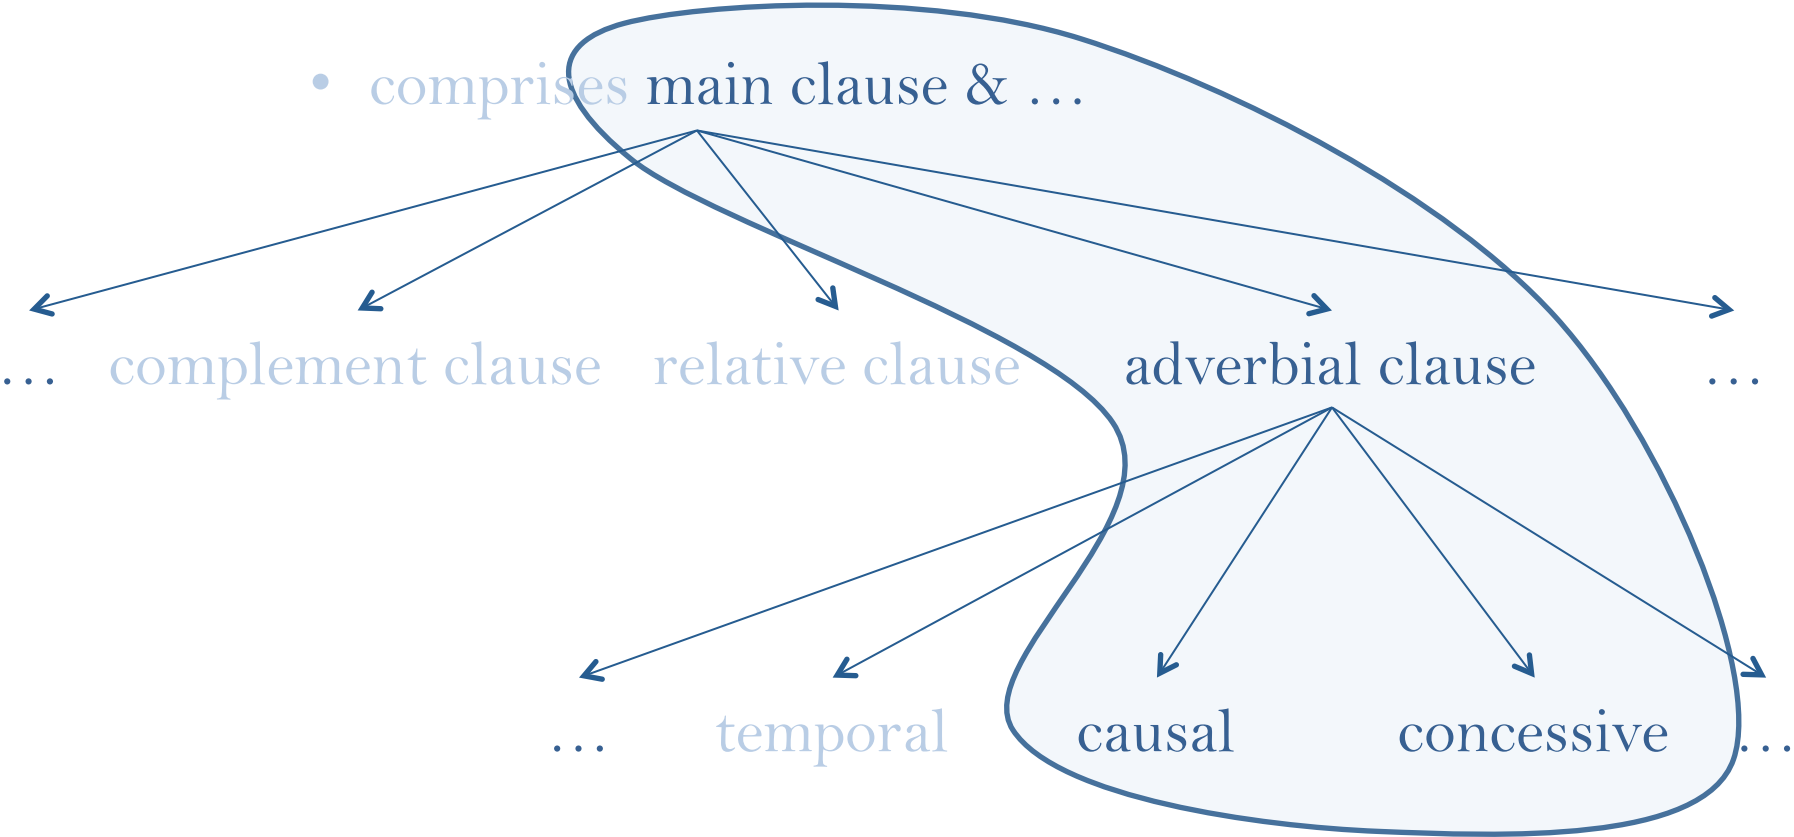 • comprises main clause & …
… complement clause relative clause adverbial clause …
… temporal causal concessive …